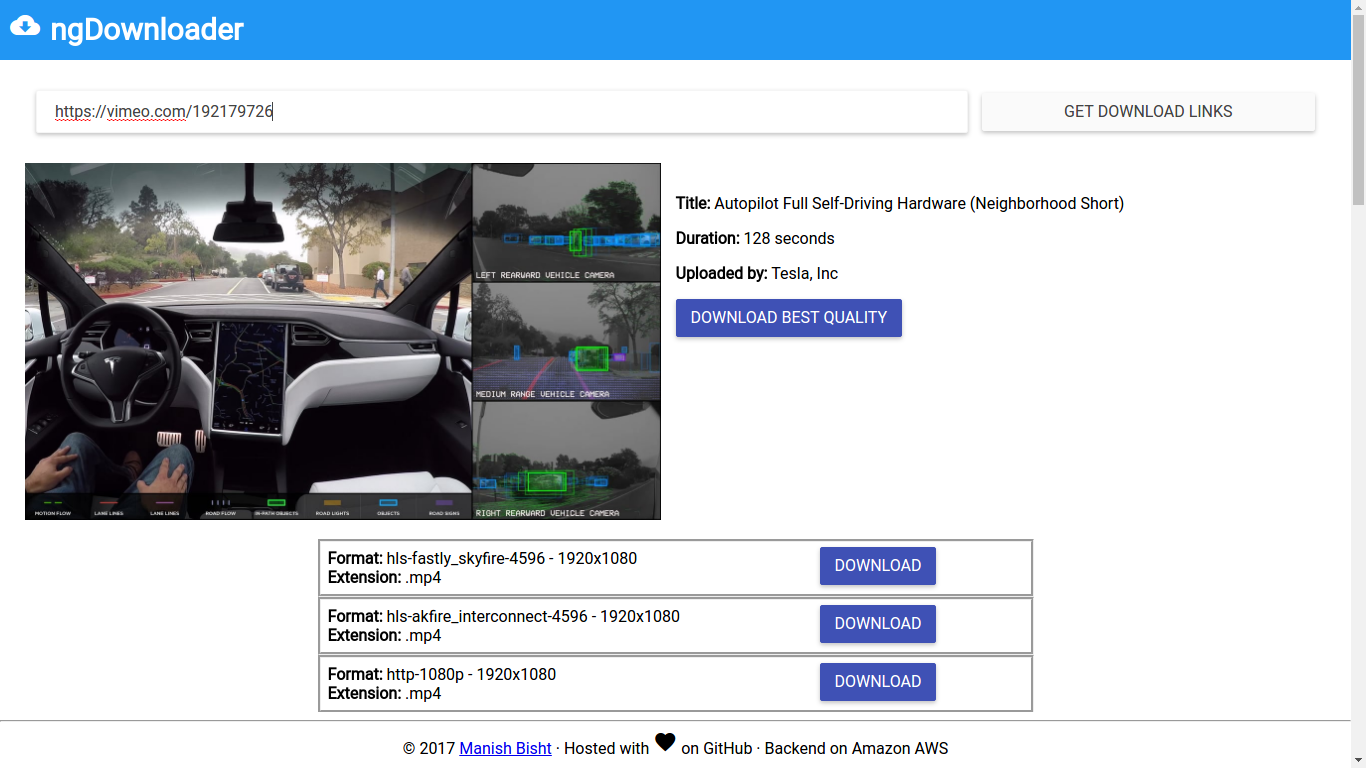 ngDownloader
https://vimeo.com/192179726
GET DOWNLOAD LINKS
LEFT REARWARD VEHICLE CAMERA
MEDIUM RANGE VEHICLE CAMERA
RIGHT REARWARD VEHICLE CAMERA
MOTION FLOW
LANE LINES
LANE LINES
ROAD FLOW
IN-PATH OBJECTS
ROAD LIGHTS
OBJECTS
ROAD SIGNS
Title: Autopilot Full Self-Driving Hardware (Neighborhood Short)
Duration: 128 seconds
Uploaded by: Tesla, Inc
DOWNLOAD BEST QUALITY
Format: hls-fastly_skyfire-4596 - 1920x1080
Extension: .mp4
DOWNLOAD
Format: hls-akfire_interconnect-4596 - 1920x1080
Extension: .mp4
DOWNLOAD
Format: http-1080p - 1920x1080
Extension: .mp4
DOWNLOAD
© 2017 Manish Bisht · Hosted with ♥ on GitHub · Backend on Amazon AWS